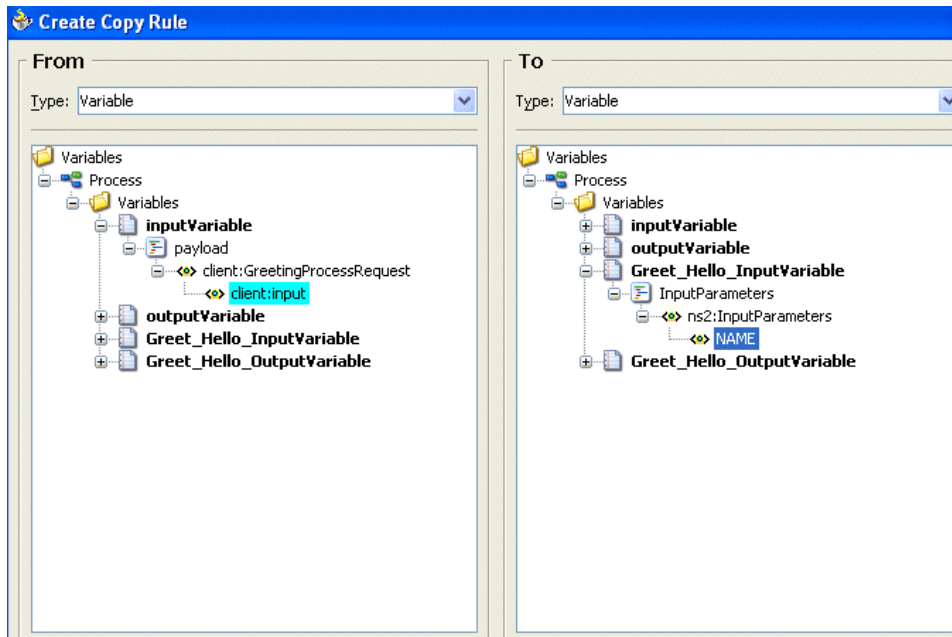 Create Copy Rule
From
Type: Variable
Variables
Process
Variables
inputVariable
payload
client:GreetingProcessRequest
client:input
outputVariable
Greet_Hello_InputVariable
Greet_Hello_OutputVariable
To
Type: Variable
Variables
Process
Variables
inputVariable
outputVariable
Greet_Hello_InputVariable
InputParameters
ns2:InputParameters
NAME
Greet_Hello_OutputVariable